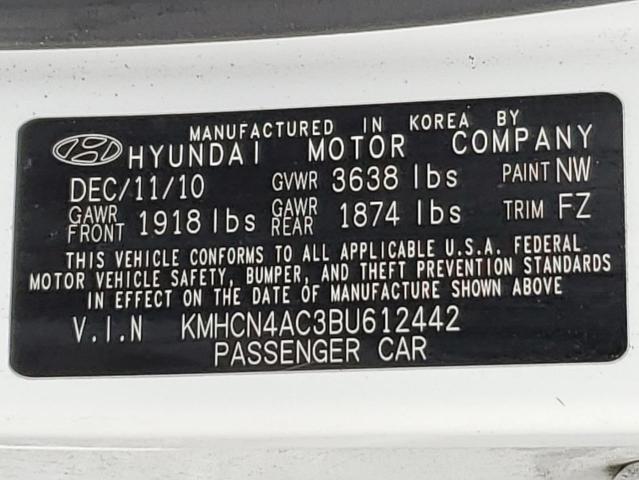 MANUFACTURED IN KOREA BY
HYUNDAI MOTOR COMPANY
DEC/11/10 GVWR 3638 lbs PAINT NW
GAWR FRONT 1918 lbs GAWR REAR 1874 lbs TRIM FZ
THIS VEHICLE CONFORMS TO ALL APPLICABLE U.S.A. FEDERAL
MOTOR VEHICLE SAFETY, BUMPER, AND THEFT PREVENTION STANDARDS
IN EFFECT ON THE DATE OF MANUFACTURE SHOWN ABOVE
V.I.N KMHCN4AC3BU612442
PASSENGER CAR